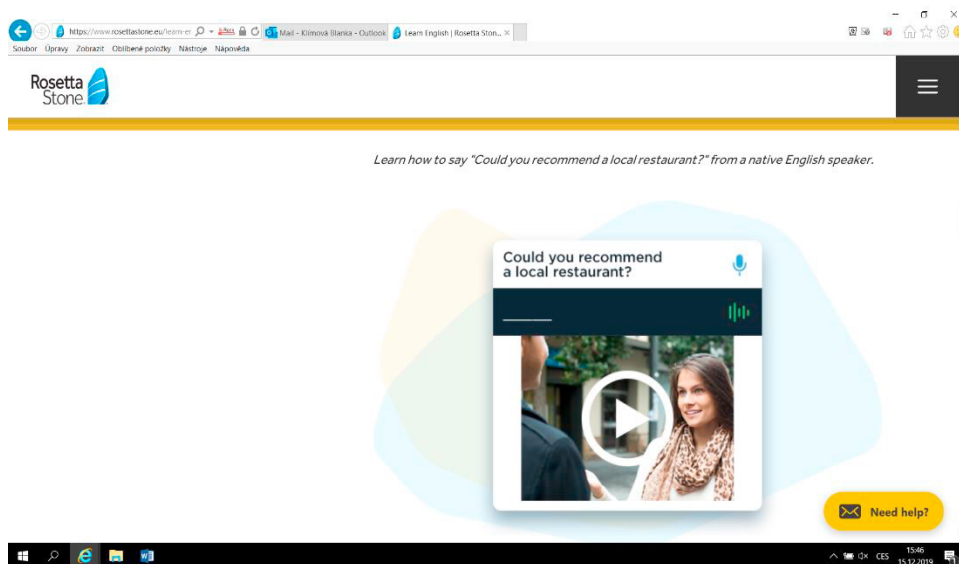 https://www.rosettastone.eu/learn-er
Mail - Klímová Blanka - Outlook
Learn English | Rosetta Ston...
Soubor Úpravy Zobrazit Oblíbené položky Nástroje Nápověda
Rosetta
Stone
Learn how to say "Could you recommend a local restaurant?" from a native English speaker.
Could you recommend
a local restaurant?
Need help?
CES
15:46
15.12.2019